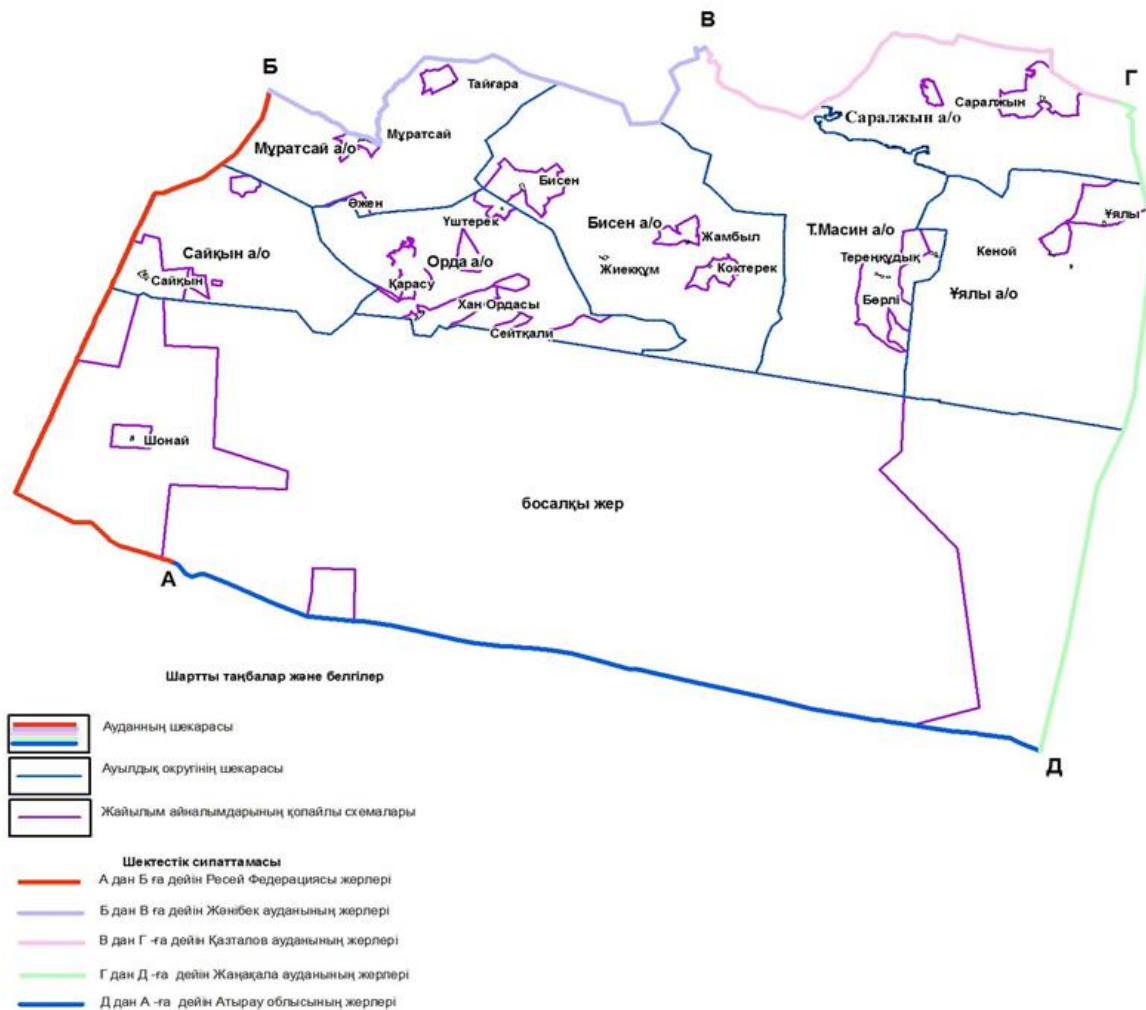 В
Б
Г
Тайғара
Саралжын
Саралжын а/о
Мұратсай
Мұратсай а/о
Бисен
Әжен
Ұялы
Үштерек
Бисен а/о
Т.Масин а/о
Жамбыл
Сайқын а/о
Кеной
Теренқұдық
Орда а/о
Жиекқұм
Коктерек
Сайқын
Қарасу
Ұялы а/о
Хан Ордасы
Бөрлі
Сейтқали
Шонай
босалқы жер
А
Д
Шартты таңбалар және белгілер
Ауданның шекарасы
Ауылдық округінің шекарасы
Жайылым айналымдарының қолайлы схемалары
Шектестік сипаттамасы
А дан Б ға дейін Ресей Федерациясы жерлері
Б дан В ға дейін Жәнібек ауданының жерлері
В дан Г -ға дейін Қазталов ауданының жерлері
Г дан Д -ға дейін Жаңақала ауданының жерлері
Д дан А -ға дейін Атырау облысының жерлері